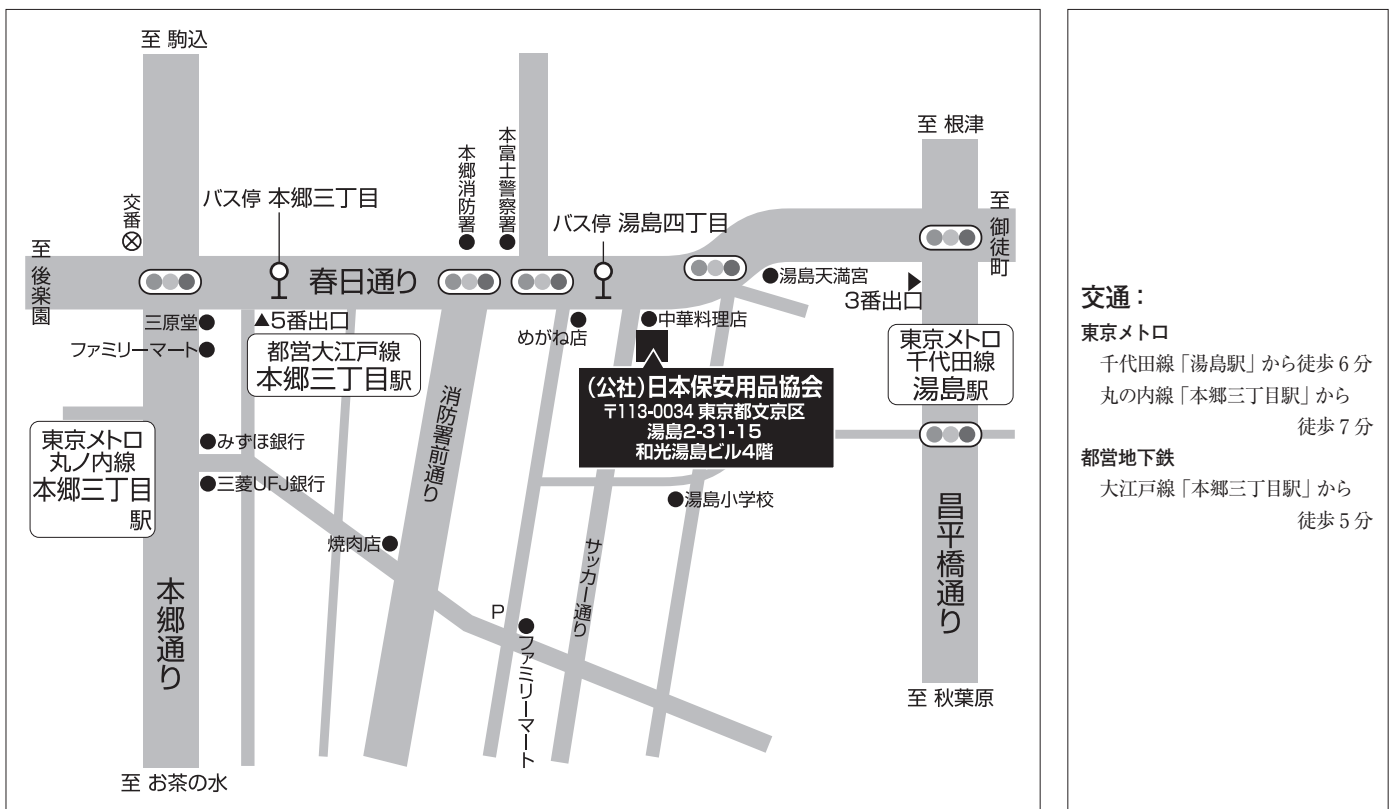 至 駒込
至 根津
本郷消防署
本富士警察署
交番
バス停 本郷三丁目
バス停 湯島四丁目
至 御徒町
至 後楽園
春日通り
湯島天満宮
3番出口
三原堂
ファミリーマート
▲5番出口
都営大江戸線
本郷三丁目駅
めがね店
中華料理店
東京メトロ
千代田線
湯島駅
(公社)日本保安用品協会
〒113-0034 東京都文京区
湯島2-31-15
和光湯島ビル4階
消防署前通り
東京メトロ
丸ノ内線
本郷三丁目
駅
みずほ銀行
三菱UFJ銀行
湯島小学校
焼肉店
サッカー通り
昌平橋通り
本郷通り
P
ファミリーマート
至 秋葉原
至 お茶の水
交通：
東京メトロ
千代田線「湯島駅」から徒歩6分
丸の内線「本郷三丁目駅」から
徒歩7分
都営地下鉄
大江戸線「本郷三丁目駅」から
徒歩5分